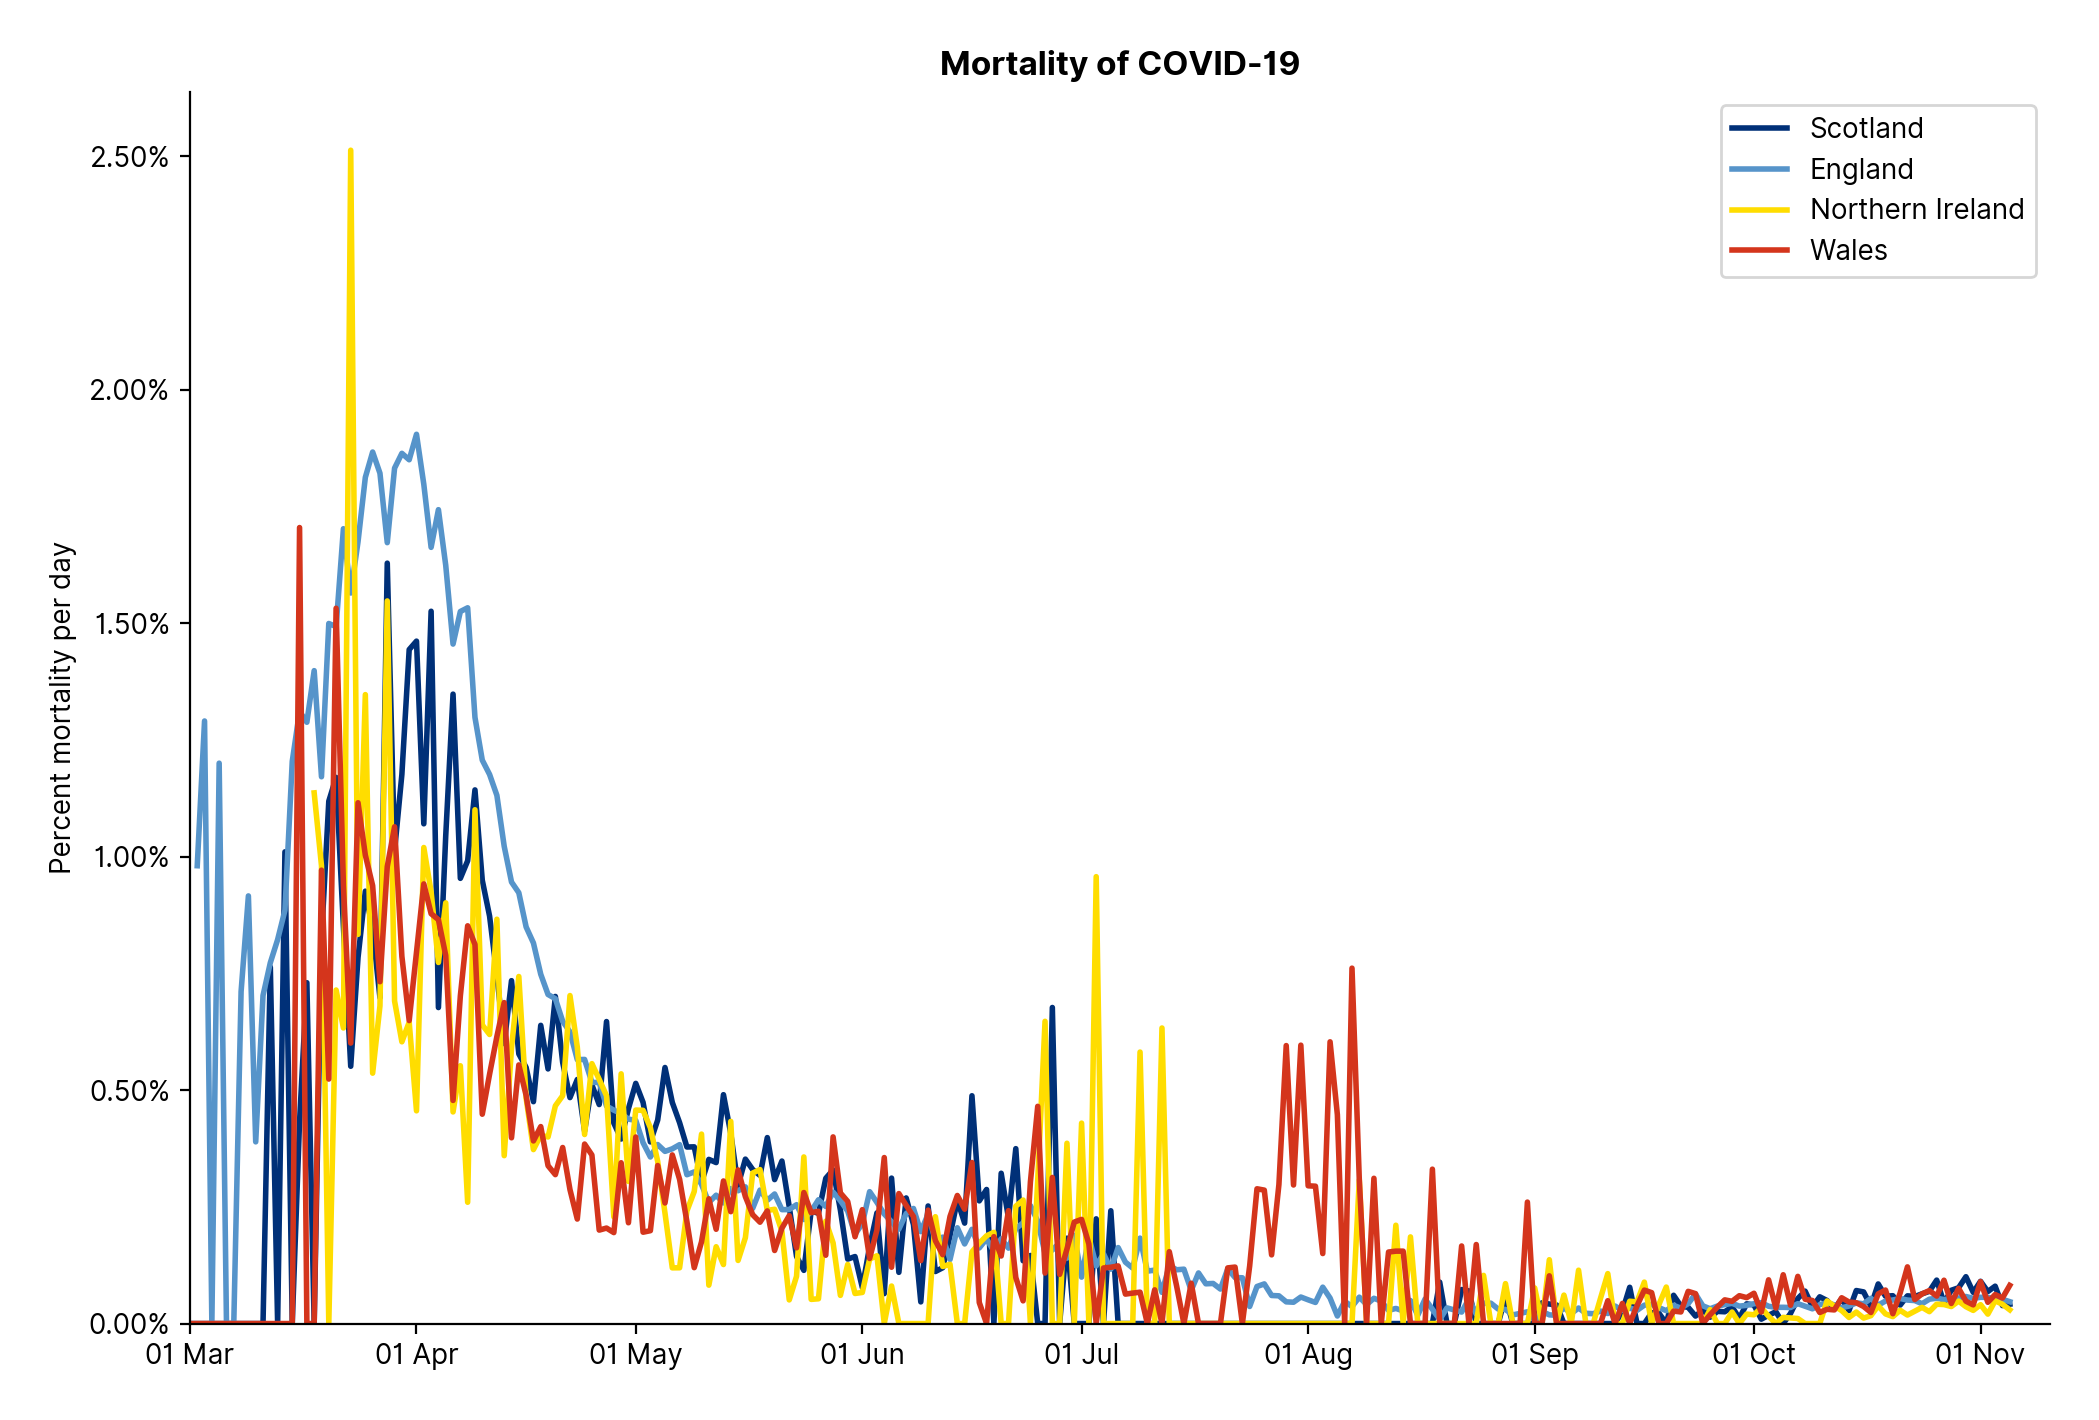 Mortality of COVID-19
Scotland
England
Northern Ireland
Wales
Percent mortality per day
2.50%
2.00%
1.50%
1.00%
0.50%
0.00%
01 Mar 01 Apr 01 May 01 Jun 01 Jul 01 Aug 01 Sep 01 Oct 01 Nov